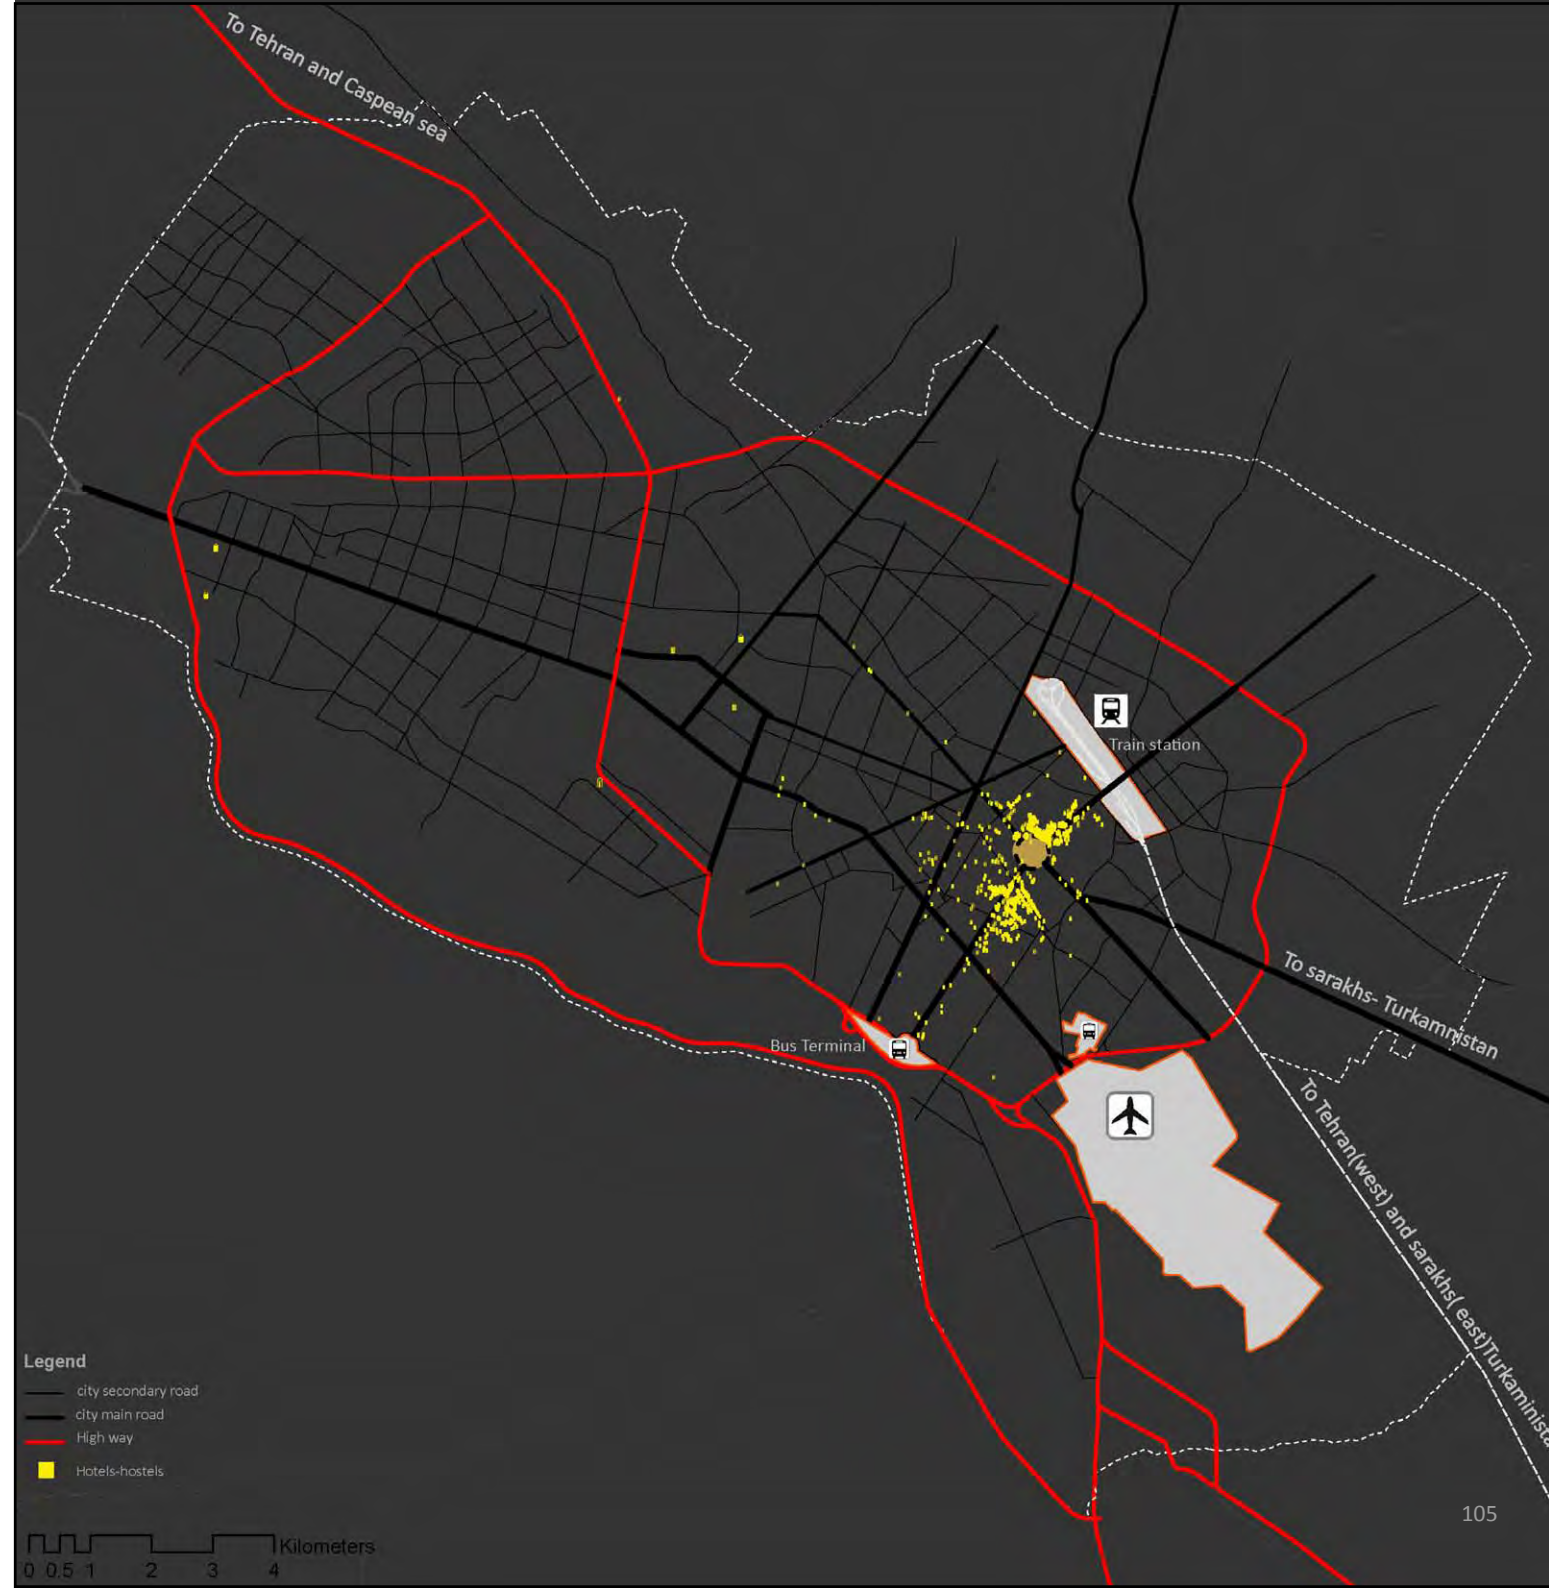 To Tehran and Caspean sea
Train station
To sarakhs- Turkamnistan
Bus Terminal
To Tehran(west) and sarakhs( east)Turkaminista
Legend
city secondary road
city main road
High way
Hotels-hostels
105
Kilometers
0 0.5 1 2 3 4